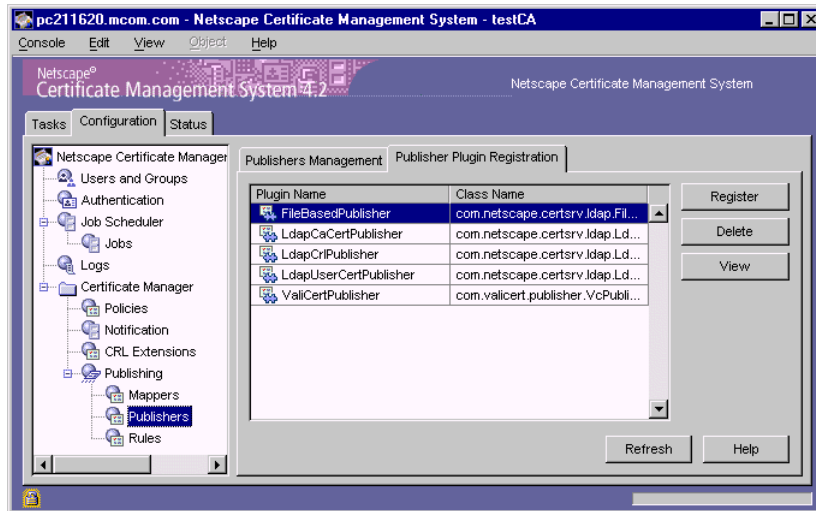 pc211620.mcom.com - Netscape Certificate Management System - testCA
Console Edit View Object Help
Netscape®
Certificate Management System 4.2
Netscape Certificate Management System
Tasks Configuration Status
Netscape Certificate Manager
Users and Groups
Authentication
Job Scheduler
Jobs
Logs
Certificate Manager
Policies
Notification
CRL Extensions
Publishing
Mappers
Publishers
Rules
Publishers Management Publisher Plugin Registration
Plugin Name Class Name
FileBasedPublisher com.netscape.certsrv.ldap.Fil...
LdapCaCertPublisher com.netscape.certsrv.ldap.Ld...
LdapCrlPublisher com.netscape.certsrv.ldap.Ld...
LdapUserCertPublisher com.netscape.certsrv.ldap.Ld...
ValiCertPublisher com.valicert.publisher.VcPubli...
Register
Delete
View
Refresh Help